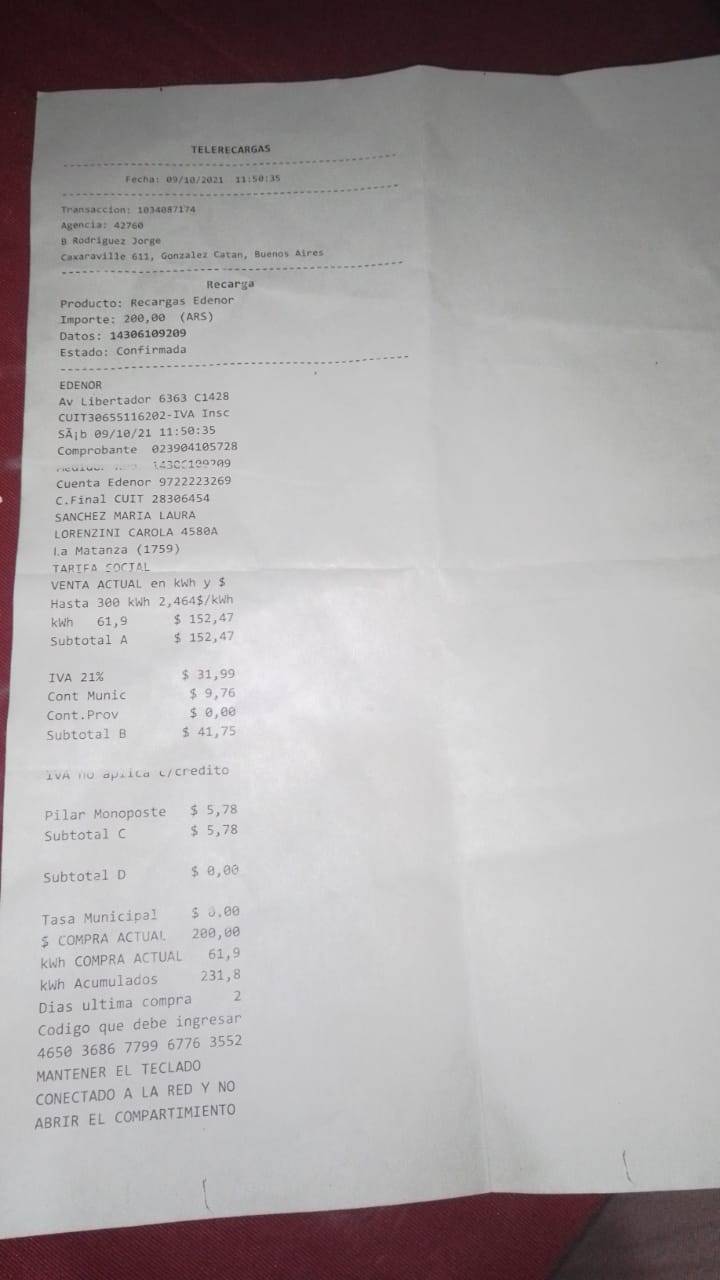 TELERECARGAS
Fecha: 09/10/2021 11:50:35
Transaccion: 1034087174
Agencia: 42760
B Rodriguez Jorge
Caxaraville 611, Gonzalez Catan, Buenos Aires
Recarga
Producto: Recargas Edenor
Importe: 200,00 (ARS)
Datos: 14306109209
Estado: Confirmada
EDENOR
Av Libertador 6363 C1428
CUIT30655116202-IVA Insc
SÃ¡b 09/10/21 11:50:35
Comprobante 023904105728
14306109209
Cuenta Edenor 9722223269
C.Final CUIT 28306454
SANCHEZ MARIA LAURA
LORENZINI CAROLA 4580A
La Matanza (1759)
TARIFA SOCIAL
VENTA ACTUAL en kWh y $
Hasta 300 kWh 2,464$/kWh
kWh 61,9 $ 152,47
Subtotal A $ 152,47
IVA 21% $ 31,99
Cont Munic $ 9,76
Cont.Prov $ 0,00
Subtotal B $ 41,75
IVA no aplica c/credito
Pilar Monoposte $ 5,78
Subtotal C $ 5,78
Subtotal D $ 0,00
Tasa Municipal $ 0,00
$ COMPRA ACTUAL 200,00
kWh COMPRA ACTUAL 61,9
kWh Acumulados 231,8
Dias ultima compra 2
Codigo que debe ingresar
4650 3686 7799 6776 3552
MANTENER EL TECLADO
CONECTADO A LA RED Y NO
ABRIR EL COMPARTIMIENTO